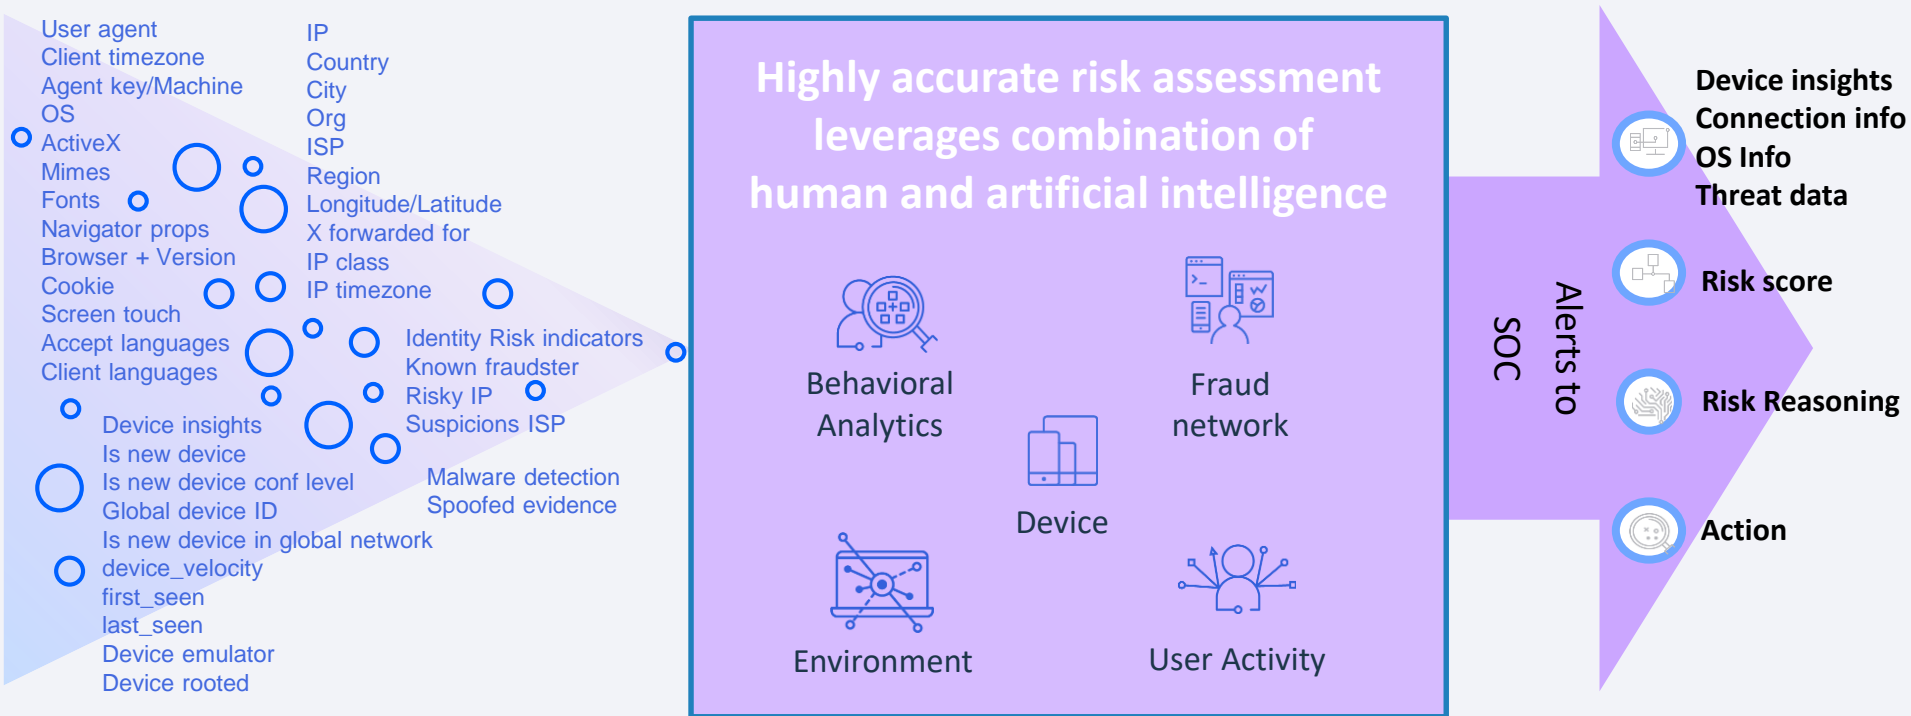 User agent
Client timezone
Agent key/Machine
OS
ActiveX
Mimes
Fonts
Navigator props
Browser + Version
Cookie
Screen touch
Accept languages
Client languages
IP
Country
City
Org
ISP
Region
Longitude/Latitude
X forwarded for
IP class
IP timezone
Identity Risk indicators
Known fraudster
Risky IP
Suspicions ISP
Device insights
Is new device
Is new device conf level
Global device ID
Is new device in global network
device_velocity
first_seen
last_seen
Device emulator
Device rooted
Malware detection
Spoofed evidence
Highly accurate risk assessment
leverages combination of
human and artificial intelligence
Behavioral
Analytics
Fraud
network
Device
Environment
User Activity
Alerts to
SOC
Device insights
Connection info
OS Info
Threat data
Risk score
Risk Reasoning
Action